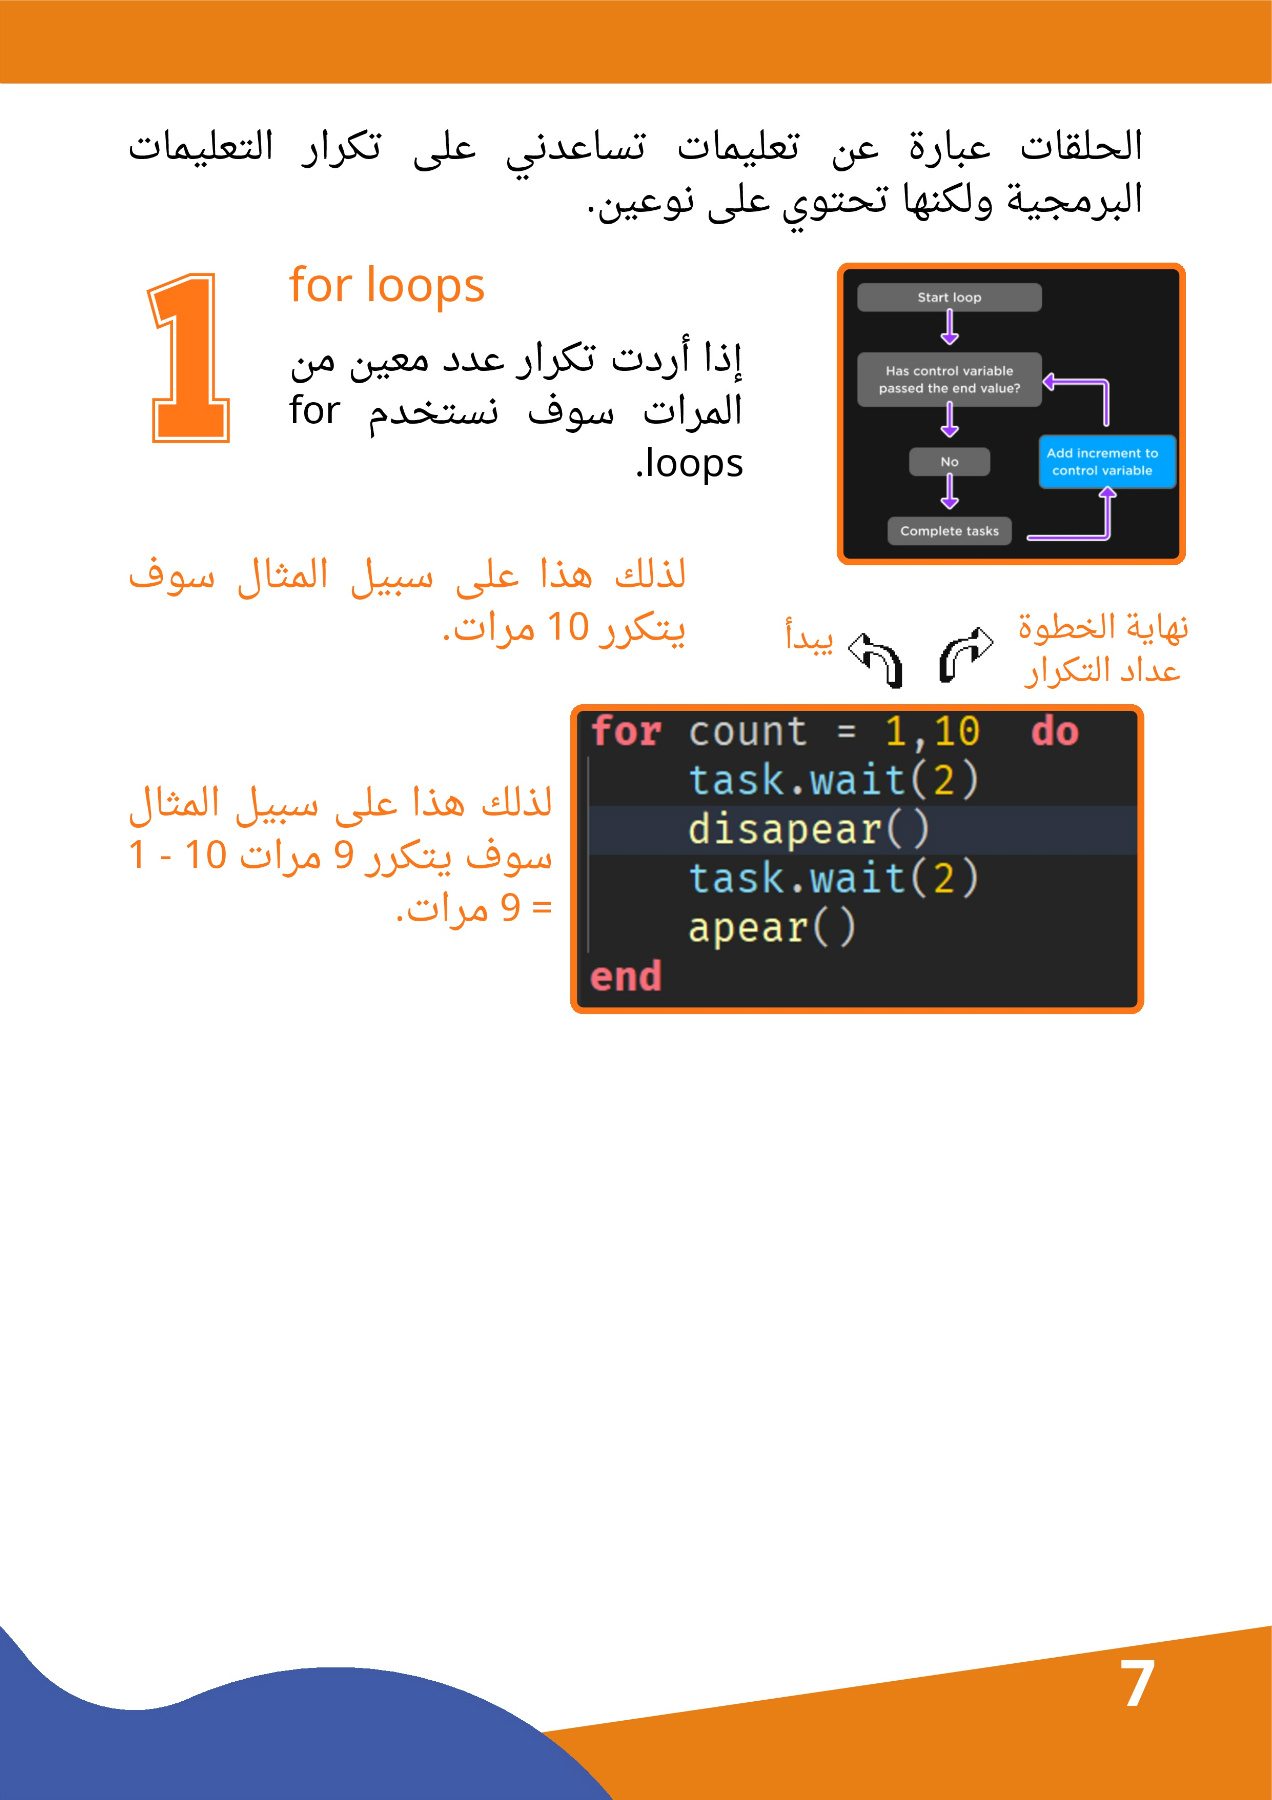 الحلقات عبارة عن تعليمات تساعدني على تكرار التعليمات
البرمجية ولكنها تحتوي على نوعين.
1
for loops
إذا أردت تكرار عدد معين من
المرات سوف نستخدم for
loops.
Start loop
Has control variable
passed the end value?
No
Add increment to
control variable
Complete tasks
لذلك هذا على سبيل المثال سوف
يتكرر 10 مرات.
نهاية الخطوة
عداد التكرار
يبدأ
for count = 1,10 do
task.wait(2)
disapear()
task.wait(2)
apear()
end
لذلك هذا على سبيل المثال
سوف يتكرر 9 مرات 10 - 1
= 9 مرات.
7